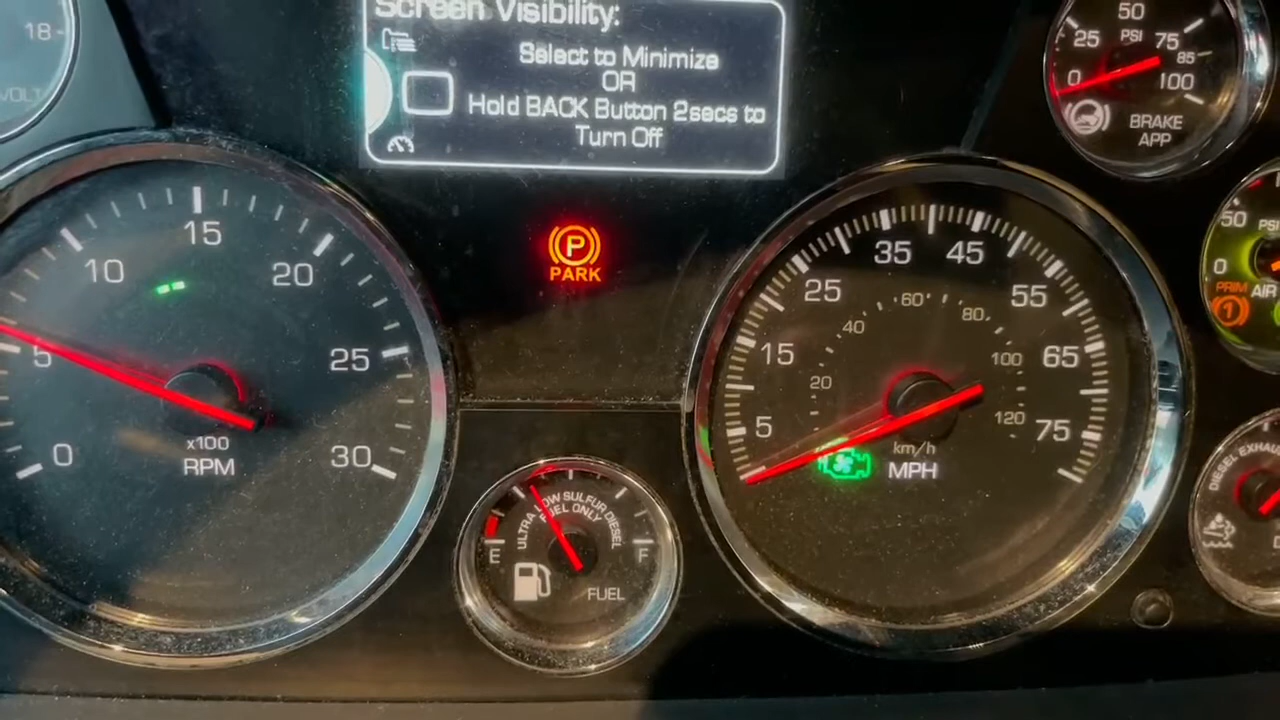 Screen Visibility:
Select to Minimize
OR
Hold BACK Button 2secs to
Turn Off
18
VOLT
0
5
10
15
20
25
30
x100
RPM
P
PARK
E
F
ULTRA LOW SULFUR DIESEL
FUEL ONLY
FUEL
5
15
25
35
45
55
65
75
20
40
60
80
100
120
km/h
MPH
0
25
50
75
85
100
PSI
BRAKE
APP
50
PSI
0
PRIM
AIR
1
DIESEL EXHAUS